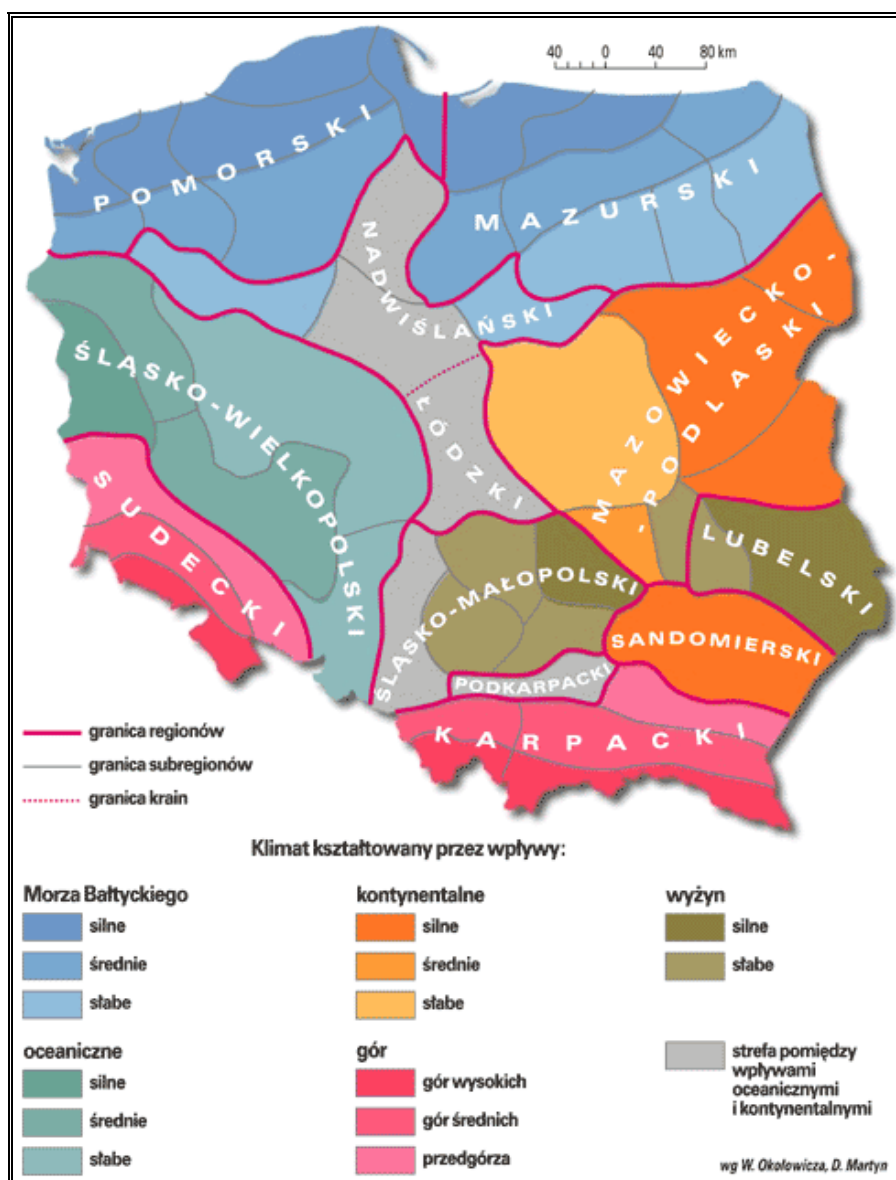 40 0 40 80 km
POMORSKI
MAZURSKI
NADWIŚLAŃSKI
MAZOWIECKO-
-PODLASKI
ŚLĄSKO-WIELKOPOLSKI
ŁÓDZKI
SUDECKI
LUBELSKI
ŚLĄSKO-MAŁOPOLSKI
SANDOMIERSKI
PODKARPACKI
KARPACKI
granica regionów
granica subregionów
granica krain
Klimat kształtowany przez wpływy:
Morza Bałtyckiego
silne
średnie
słabe
kontynentalne
silne
średnie
słabe
wyżyn
silne
słabe
oceaniczne
silne
średnie
słabe
gór
gór wysokich
gór średnich
przedgórza
strefa pomiędzy
wpływami
oceanicznymi
i kontynentalnymi
wg W. Okołowicza, D. Martyn